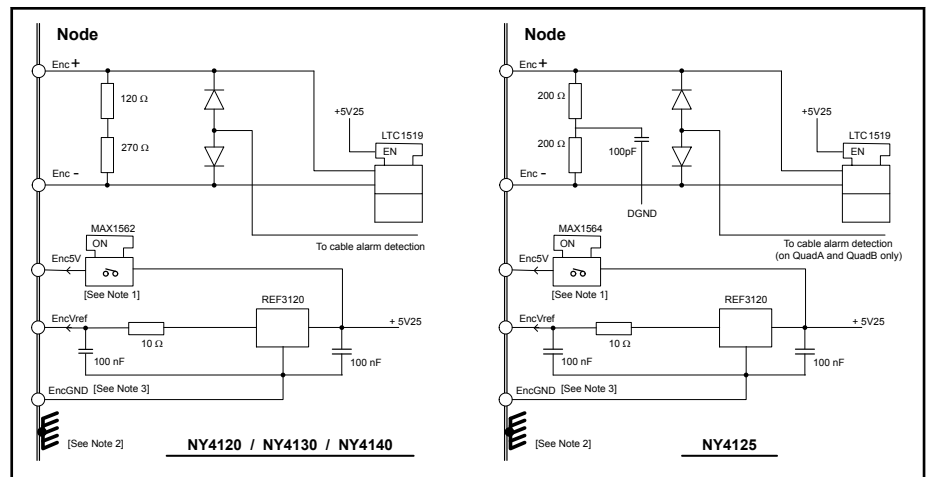 Node
Enc+
120 Ω
270 Ω
LTC1519
+5V25
EN
Enc -
MAX1562
ON
Enc5V
To cable alarm detection
[See Note 1]
REF3120
EncVref
+ 5V25
10 Ω
100 nF
100 nF
EncGND [See Note 3]
[See Note 2]
NY4120 / NY4130 / NY4140
Node
Enc+
200 Ω
+5V25
LTC1519
EN
200 Ω
100pF
Enc -
DGND
MAX1564
ON
Enc5V
To cable alarm detection
(on QuadA and QuadB only)
[See Note 1]
REF3120
EncVref
+ 5V25
10 Ω
100 nF
100 nF
EncGND [See Note 3]
[See Note 2]
NY4125